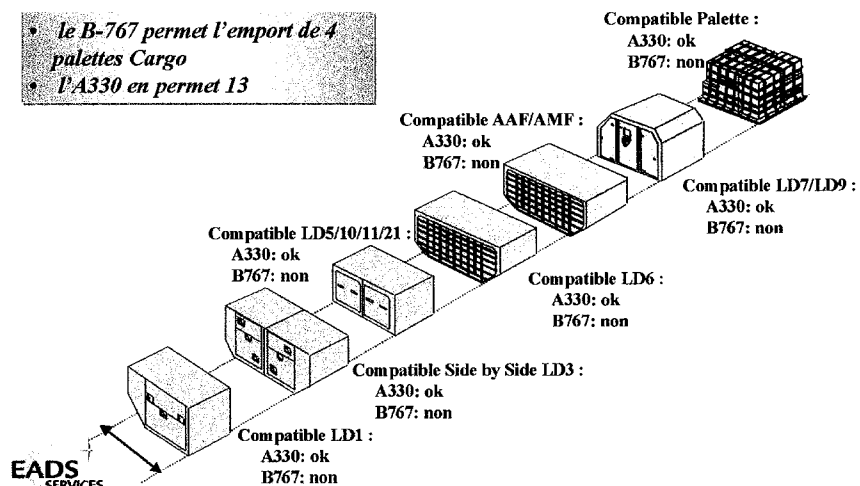 • le B-767 permet l'emport de 4
palettes Cargo
• l'A330 en permet 13
Compatible Palette :
A330: ok
B767: non
Compatible AAF/AMF :
A330: ok
B767: non
Compatible LD7/LD9 :
A330: ok
B767: non
Compatible LD5/10/11/21 :
A330: ok
B767: non
Compatible LD6 :
A330: ok
B767: non
Compatible Side by Side LD3 :
A330: ok
B767: non
Compatible LD1 :
A330: ok
B767: non
EADS
SERVICES